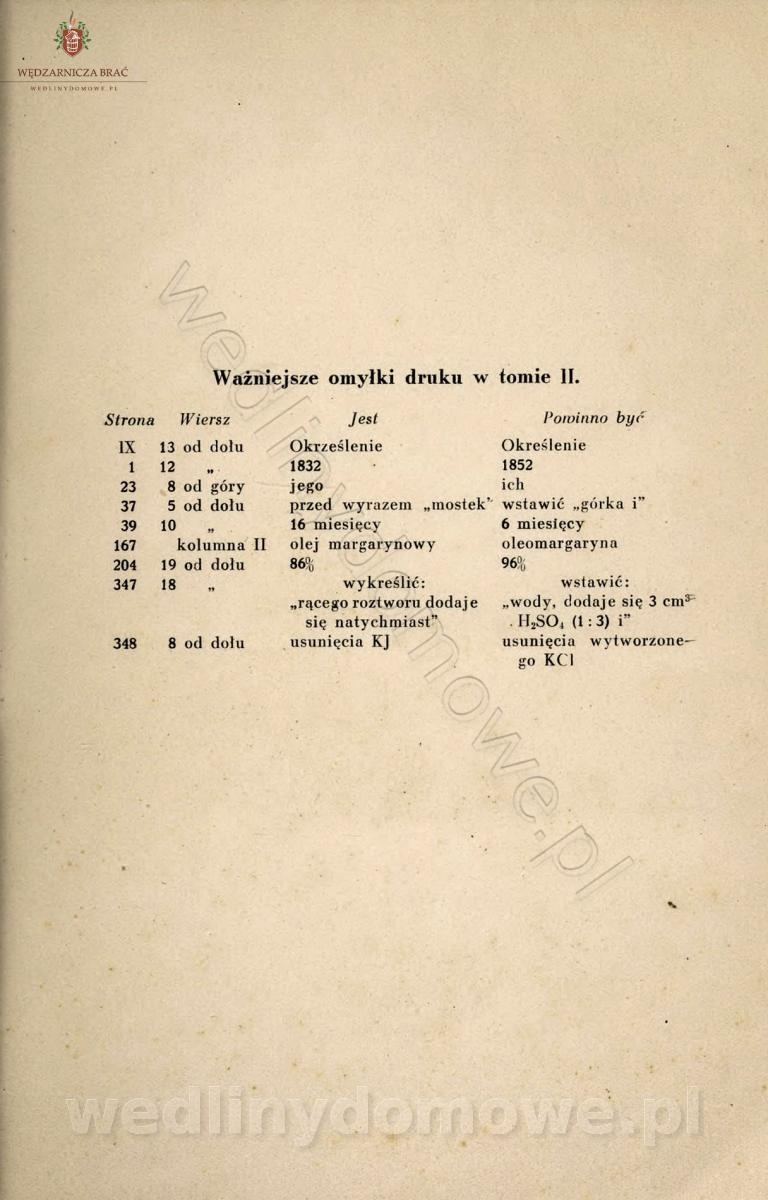 WĘDZARNICZA BRAĆ
WEDLINYDOMOWE.PL
Ważniejsze omyłki druku w tomie II.
Strona Wiersz Jest Powinno być
IX 13 od dołu Okrześlenie Określenie
1 12 „ 1832 1852
23 8 od góry jego ich
37 5 od dołu przed wyrazem „mostek” wstawić „górka i”
39 10 „ 16 miesięcy 6 miesięcy
167 kolumna II olej margarynowy oleomargaryna
204 19 od dołu 86% 96%
347 18 „ wykreślić: wstawić:
„rącego roztworu dodaje „wody, dodaje się 3 cm³
się natychmiast” H₂SO₄ (1 : 3) i”
348 8 od dołu usunięcia KJ usunięcia wytworzone-
go KCl
wedlinydomowe.pl
wedlinydomowe.pl